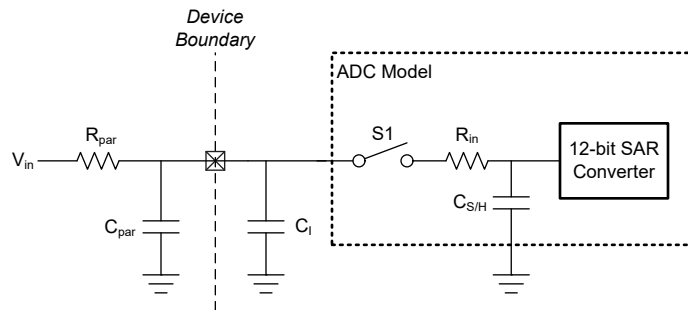 Device
Boundary
ADC Model
R_par
S1
R_in
V_in
12-bit SAR
Converter
C_par
C_I
C_S/H